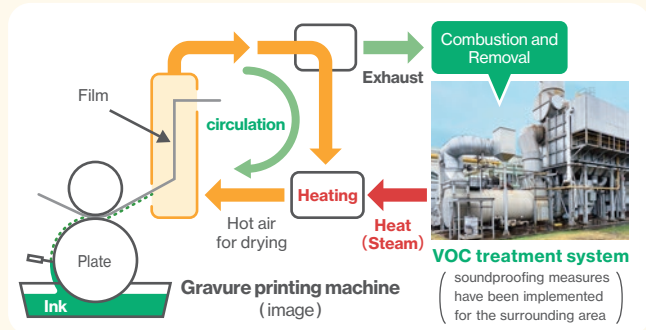 Combustion and
Removal
Exhaust
Film
circulation
Heating
Heat
(Steam)
Hot air
for drying
Plate
Ink
Gravure printing machine
(image)
VOC treatment system
(soundproofing measures
have been implemented
for the surrounding area)